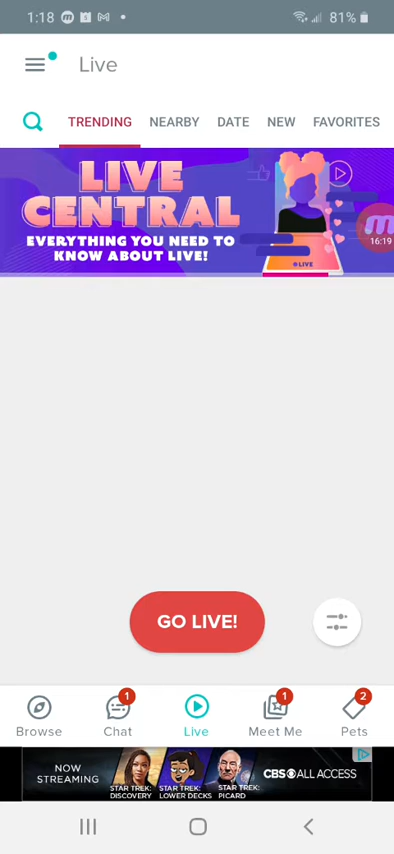 1:18
81%
Live
TRENDING NEARBY DATE NEW FAVORITES
LIVE
CENTRAL
EVERYTHING YOU NEED TO
KNOW ABOUT LIVE!
LIVE
16:19
GO LIVE!
1 1 2
Browse Chat Live Meet Me Pets
NOW
STREAMING
STAR TREK:
DISCOVERY
STAR TREK:
LOWER DECKS
STAR TREK:
PICARD
CBS ALL ACCESS